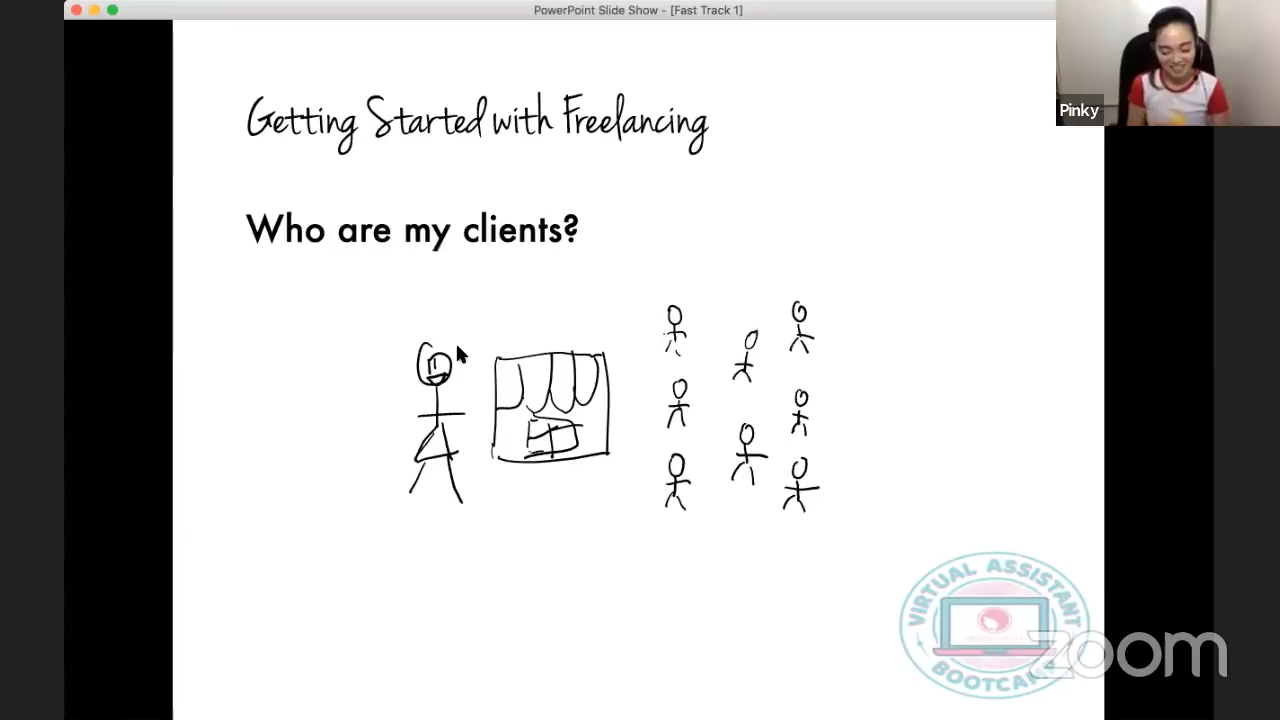 PowerPoint Slide Show - [Fast Track 1]
Pinky
Getting Started with Freelancing
Who are my clients?
VIRTUAL ASSISTANT
BOOTCAMP
zoom